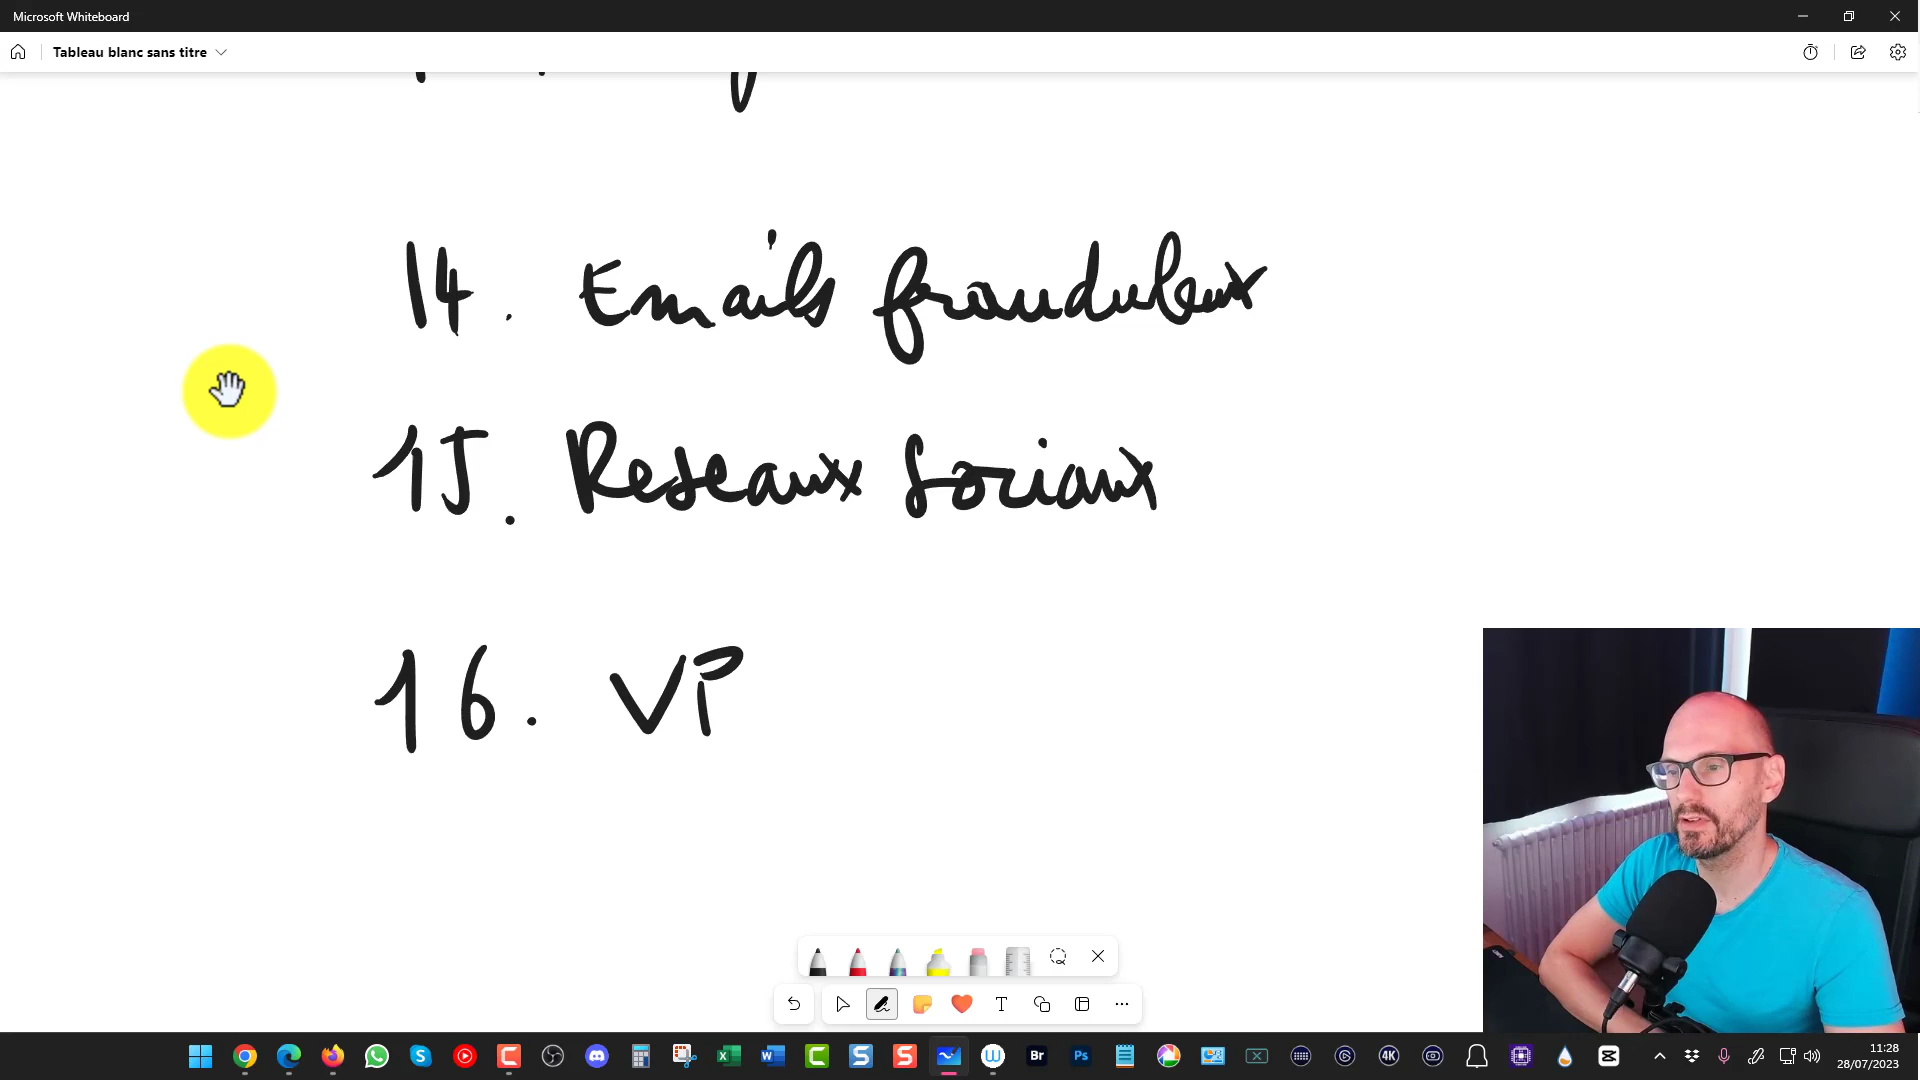 Microsoft Whiteboard
Tableau blanc sans titre
14. Emails frauduleux
15. Reseaux sociaux
16. VP
11:28
28/07/2023